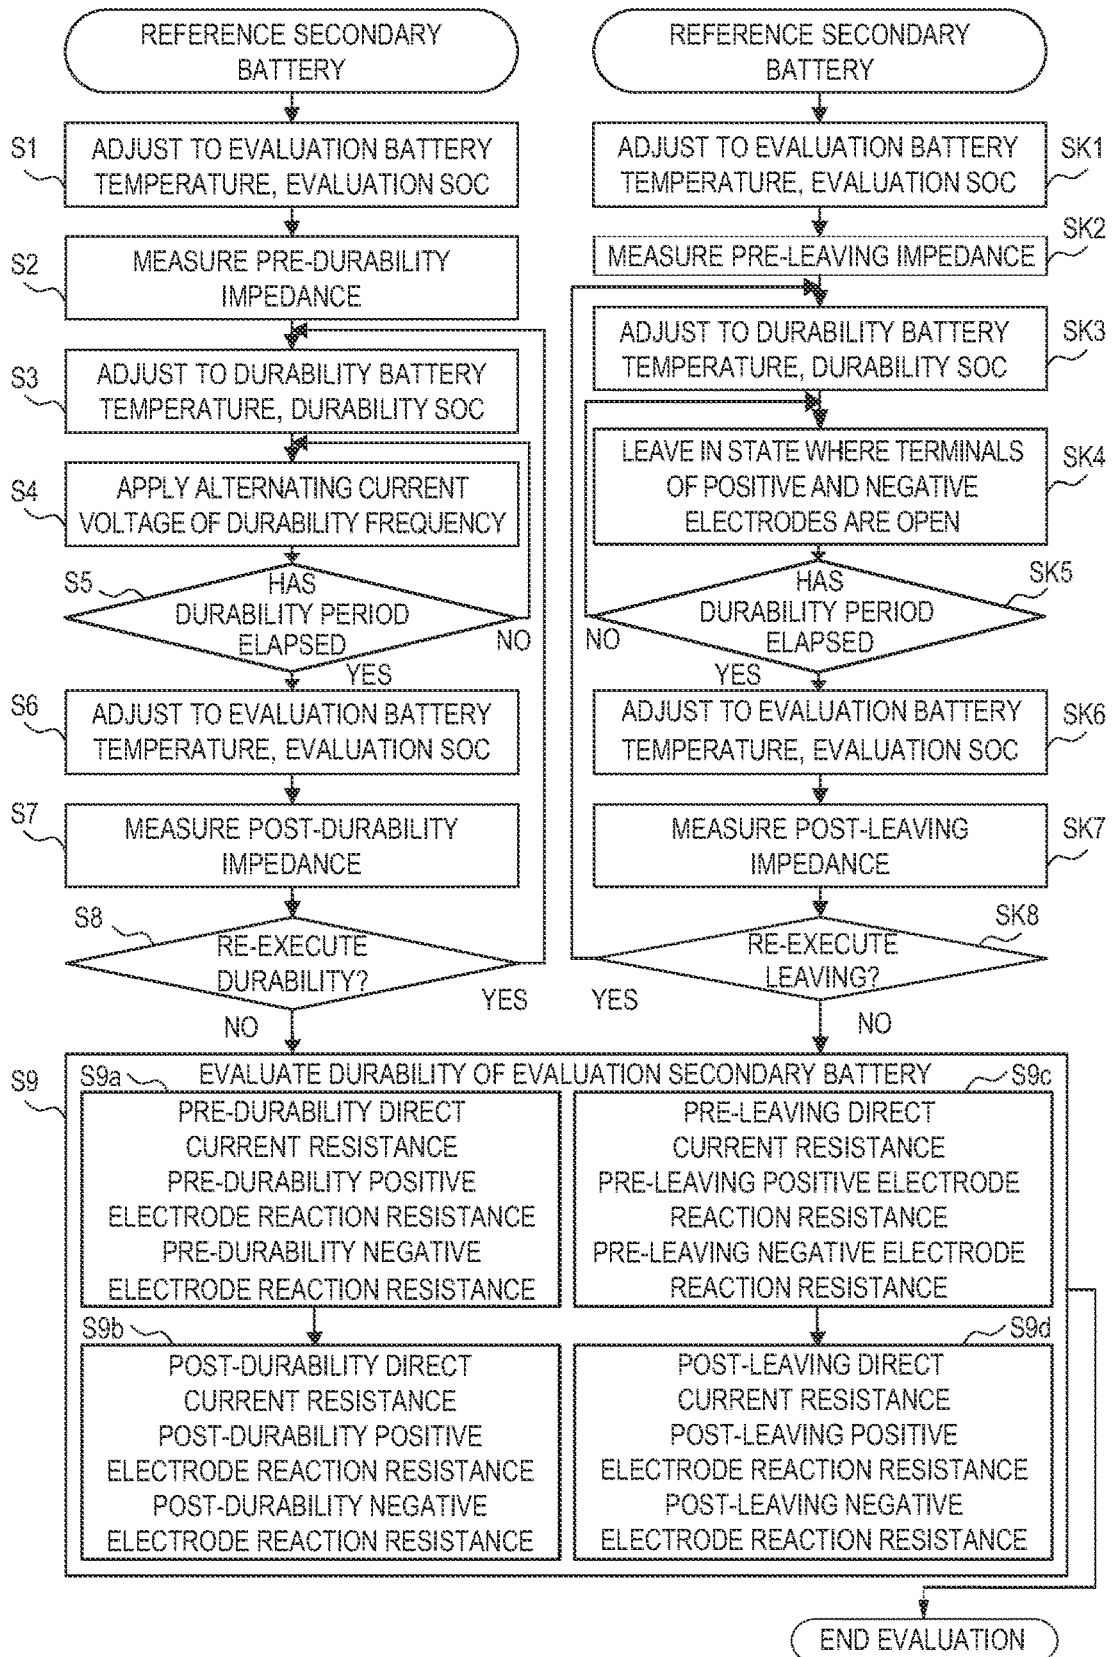 REFERENCE SECONDARY
BATTERY
S1
ADJUST TO EVALUATION BATTERY
TEMPERATURE, EVALUATION SOC
S2
MEASURE PRE-DURABILITY
IMPEDANCE
S3
ADJUST TO DURABILITY BATTERY
TEMPERATURE, DURABILITY SOC
S4
APPLY ALTERNATING CURRENT
VOLTAGE OF DURABILITY FREQUENCY
S5
HAS
DURABILITY PERIOD
ELAPSED
NO
YES
S6
ADJUST TO EVALUATION BATTERY
TEMPERATURE, EVALUATION SOC
S7
MEASURE POST-DURABILITY
IMPEDANCE
S8
RE-EXECUTE
DURABILITY?
YES
NO
REFERENCE SECONDARY
BATTERY
SK1
ADJUST TO EVALUATION BATTERY
TEMPERATURE, EVALUATION SOC
SK2
MEASURE PRE-LEAVING IMPEDANCE
SK3
ADJUST TO DURABILITY BATTERY
TEMPERATURE, DURABILITY SOC
SK4
LEAVE IN STATE WHERE TERMINALS
OF POSITIVE AND NEGATIVE
ELECTRODES ARE OPEN
SK5
HAS
DURABILITY PERIOD
ELAPSED
NO
YES
SK6
ADJUST TO EVALUATION BATTERY
TEMPERATURE, EVALUATION SOC
SK7
MEASURE POST-LEAVING
IMPEDANCE
SK8
RE-EXECUTE
LEAVING?
YES
NO
S9
EVALUATE DURABILITY OF EVALUATION SECONDARY BATTERY
S9a
PRE-DURABILITY DIRECT
CURRENT RESISTANCE
PRE-DURABILITY POSITIVE
ELECTRODE REACTION RESISTANCE
PRE-DURABILITY NEGATIVE
ELECTRODE REACTION RESISTANCE
S9b
POST-DURABILITY DIRECT
CURRENT RESISTANCE
POST-DURABILITY POSITIVE
ELECTRODE REACTION RESISTANCE
POST-DURABILITY NEGATIVE
ELECTRODE REACTION RESISTANCE
S9c
PRE-LEAVING DIRECT
CURRENT RESISTANCE
PRE-LEAVING POSITIVE ELECTRODE
REACTION RESISTANCE
PRE-LEAVING NEGATIVE ELECTRODE
REACTION RESISTANCE
S9d
POST-LEAVING DIRECT
CURRENT RESISTANCE
POST-LEAVING POSITIVE
ELECTRODE REACTION RESISTANCE
POST-LEAVING NEGATIVE
ELECTRODE REACTION RESISTANCE
END EVALUATION